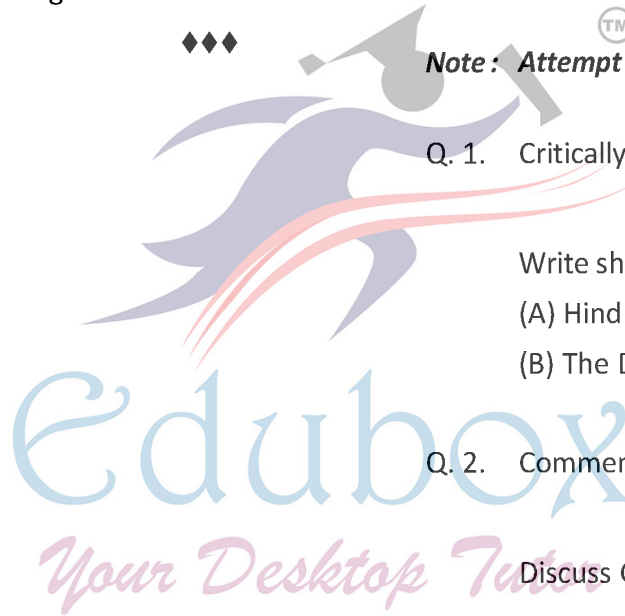 ♦♦♦
TM
Note: Attempt
Q. 1. Critically
Write sh
(A) Hind
(B) The D
Q. 2. Commen
Discuss
Edubox
Your Desktop Tutor